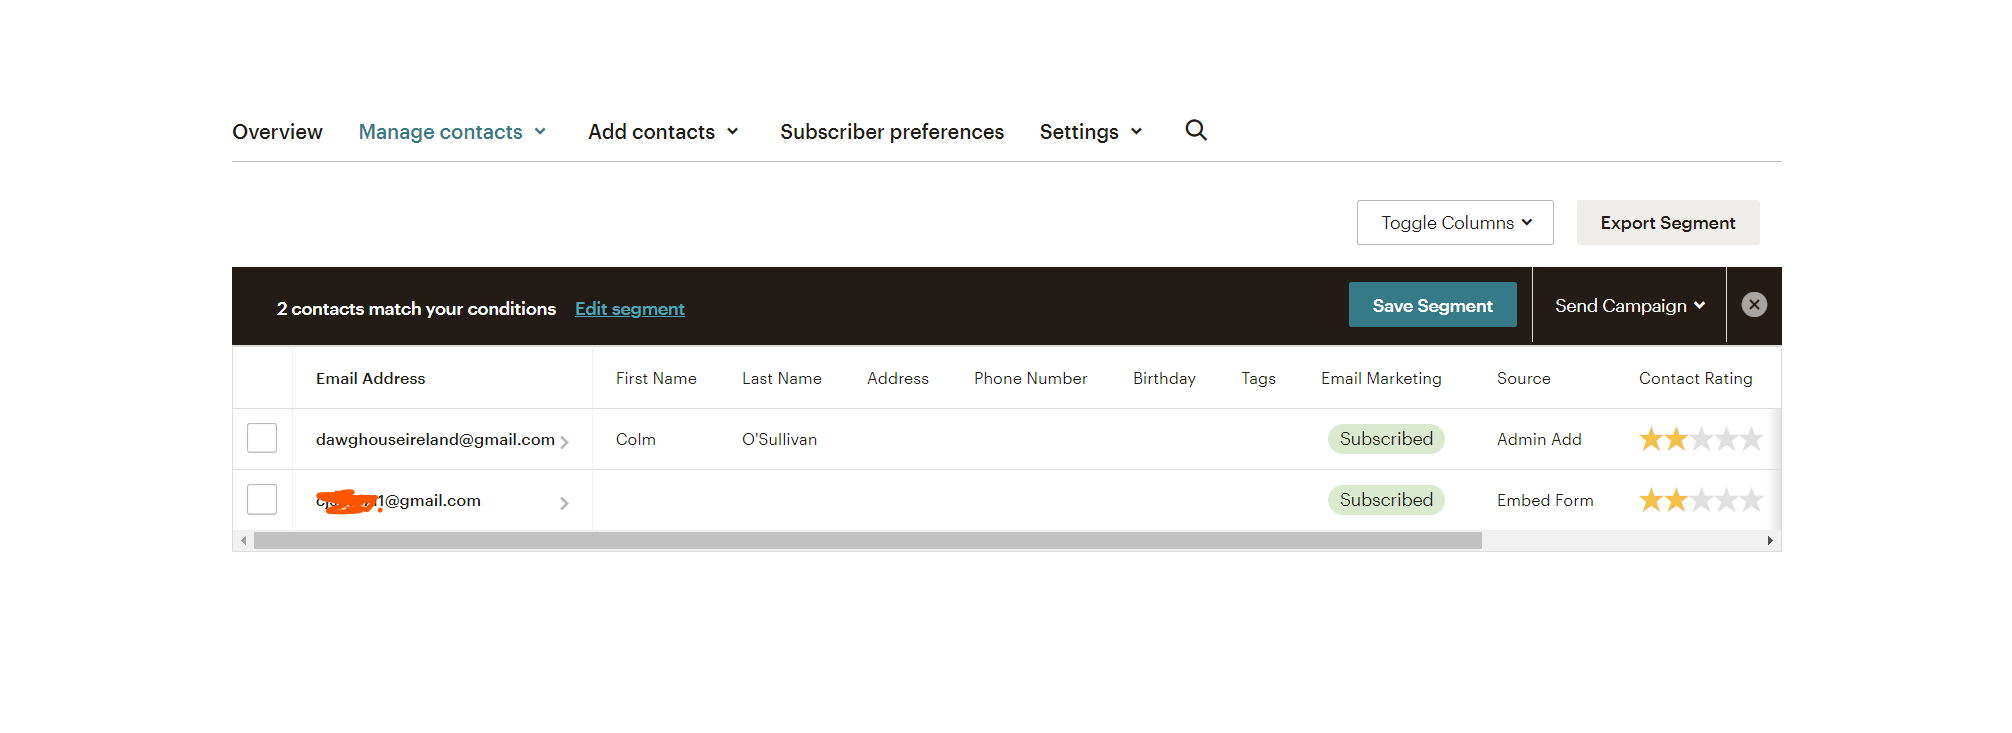 Overview Manage contacts Add contacts Subscriber preferences Settings
Toggle Columns Export Segment
2 contacts match your conditions Edit segment Save Segment Send Campaign
Email Address First Name Last Name Address Phone Number Birthday Tags Email Marketing Source Contact Rating
dawghouseireland@gmail.com Colm O'Sullivan Subscribed Admin Add
@gmail.com Subscribed Embed Form